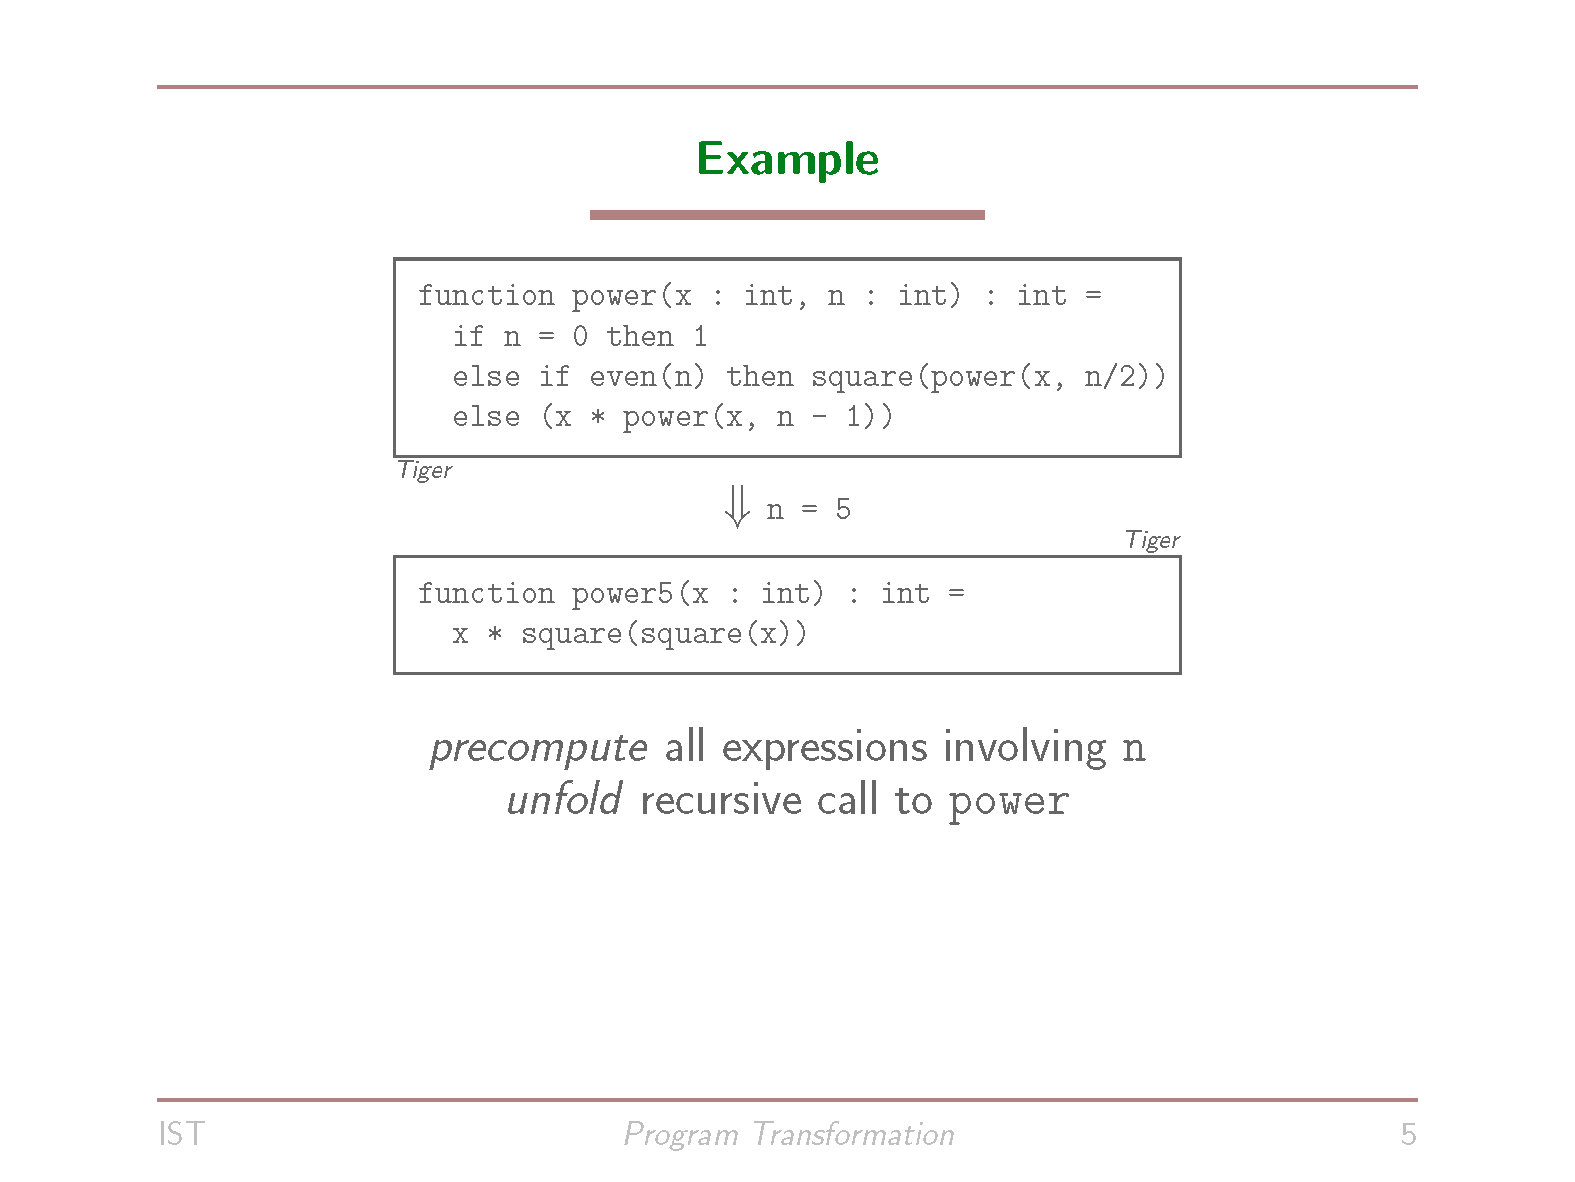 Example
function power(x : int, n : int) : int =
  if n = 0 then 1
  else if even(n) then square(power(x, n/2))
  else (x * power(x, n - 1))
Tiger
⇓ n = 5
Tiger
function power5(x : int) : int =
  x * square(square(x))
precompute all expressions involving n
unfold recursive call to power
IST Program Transformation 5